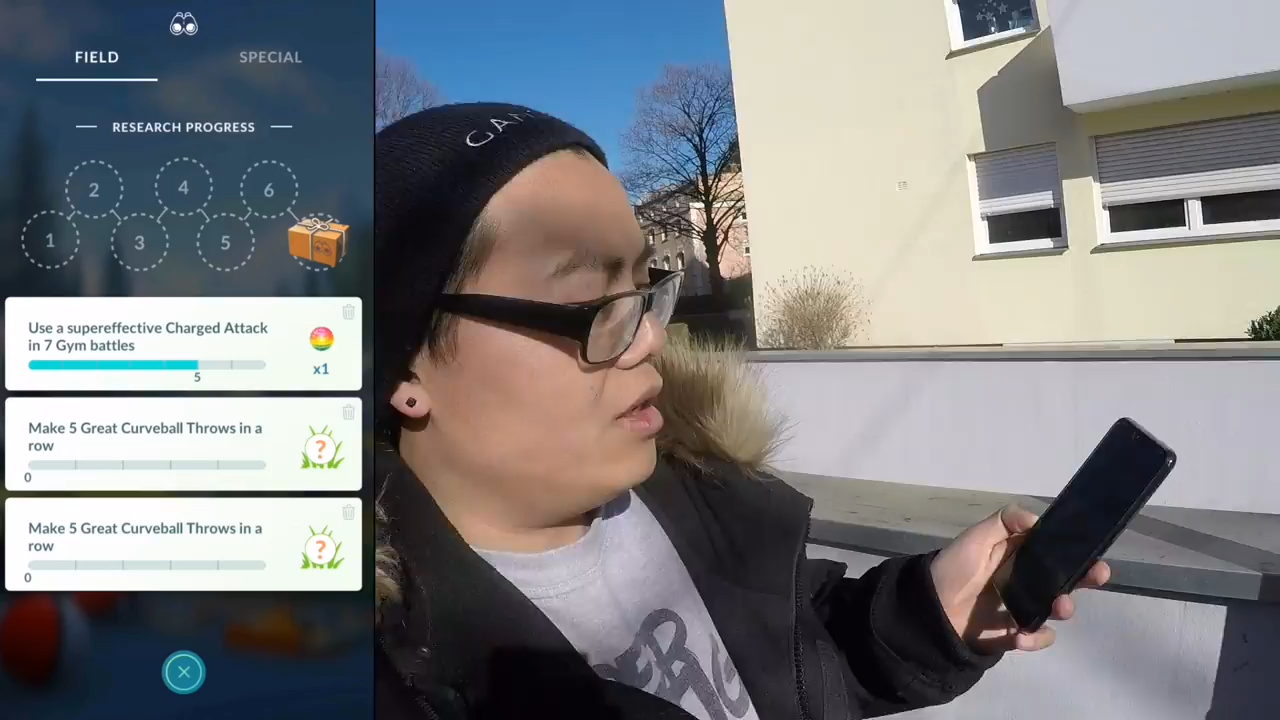 FIELD
SPECIAL
RESEARCH PROGRESS
2
4
6
1
3
5
Use a supereffective Charged Attack
in 7 Gym battles
5
x1
Make 5 Great Curveball Throws in a
row
0
?
Make 5 Great Curveball Throws in a
row
0
?